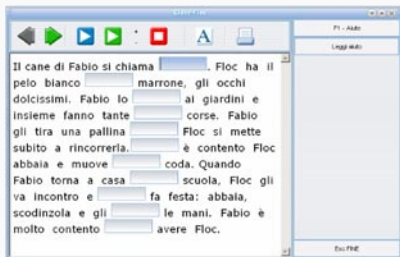 F1 - Aiuto
Leggi aiuto
A
Il cane di Fabio si chiama . Floc ha il
pelo bianco marrone, gli occhi
dolcissimi. Fabio lo ai giardini e
insieme fanno tante corse. Fabio
gli tira una pallina Floc si mette
subito a rincorrerla. è contento Floc
abbaia e muove coda. Quando
Fabio torna a casa scuola, Floc gli
va incontro e fa festa: abbaia,
scodinzola e gli le mani. Fabio è
molto contento avere Floc.
Esc FINE